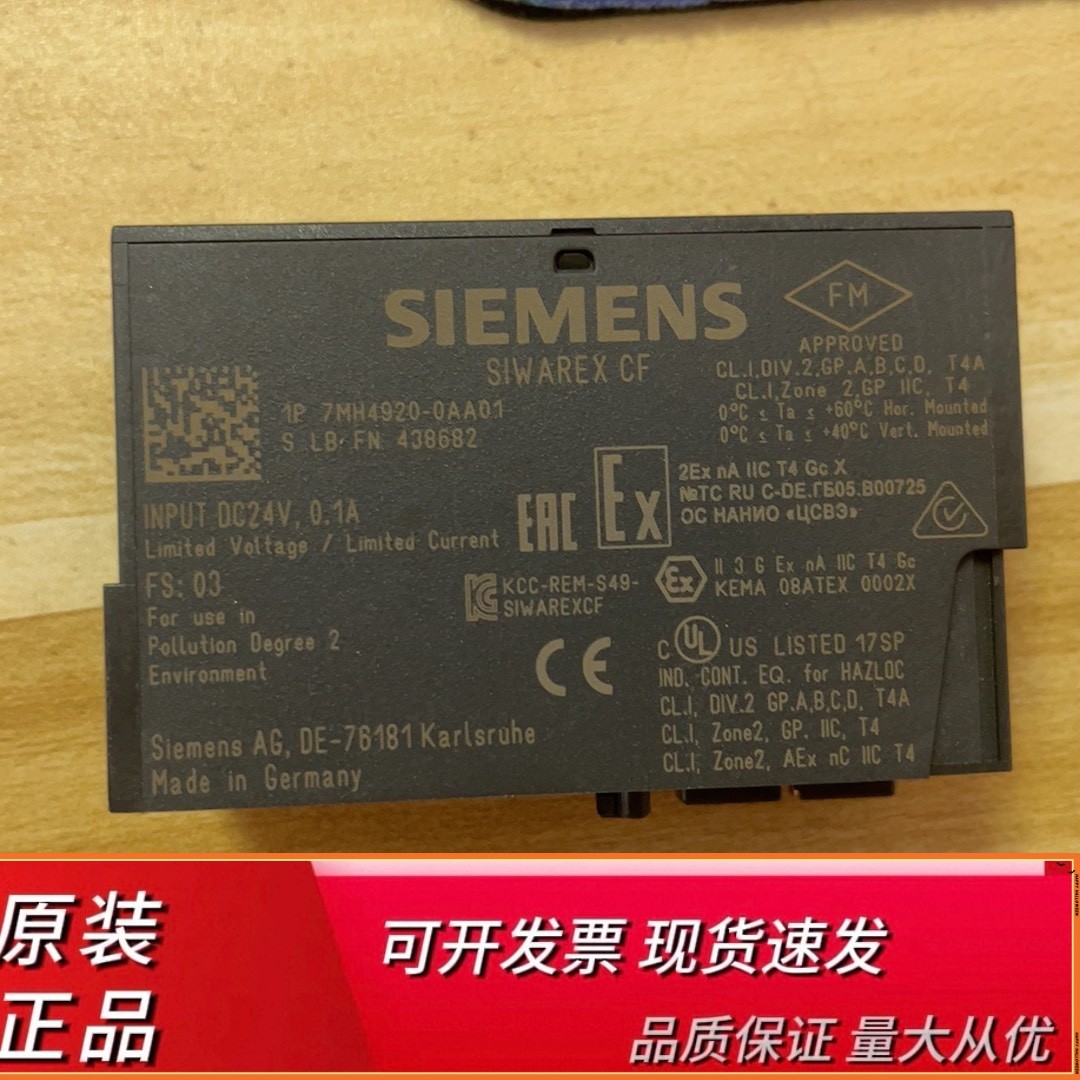 SIEMENS
SIWAREX CF
FM
APPROVED
CL.I,DIV.2,GP.A,B,C,D, T4A
CL.I,Zone 2,GP IIC, T4
0°C ≤ Ta ≤ +60°C Hor. Mounted
0°C ≤ Ta ≤ +40°C Vert. Mounted
1P 7MH4920-0AA01
S LB-FN 438682
INPUT DC24V, 0.1A
Limited Voltage / Limited Current
FS: 03
For use in
Pollution Degree 2
Environment
EAC
Ex
2Ex nA IIC T4 Gc X
№TC RU C-DE.ГБ05.B00725
ОС НАНИО «ЦСВЭ»
KCC-REM-S49-
SIWAREXCF
Ex
II 3 G Ex nA IIC T4 Gc
KEMA 08ATEX 0002X
CE
C UL US LISTED 17SP
IND. CONT. EQ. for HAZLOC
CL.I, DIV.2 GP.A,B,C,D, T4A
CL.I, Zone2, GP. IIC, T4
CL.I, Zone2, AEx nC IIC T4
Siemens AG, DE-76181 Karlsruhe
Made in Germany
原装
正品
可开发票 现货速发
品质保证 量大从优